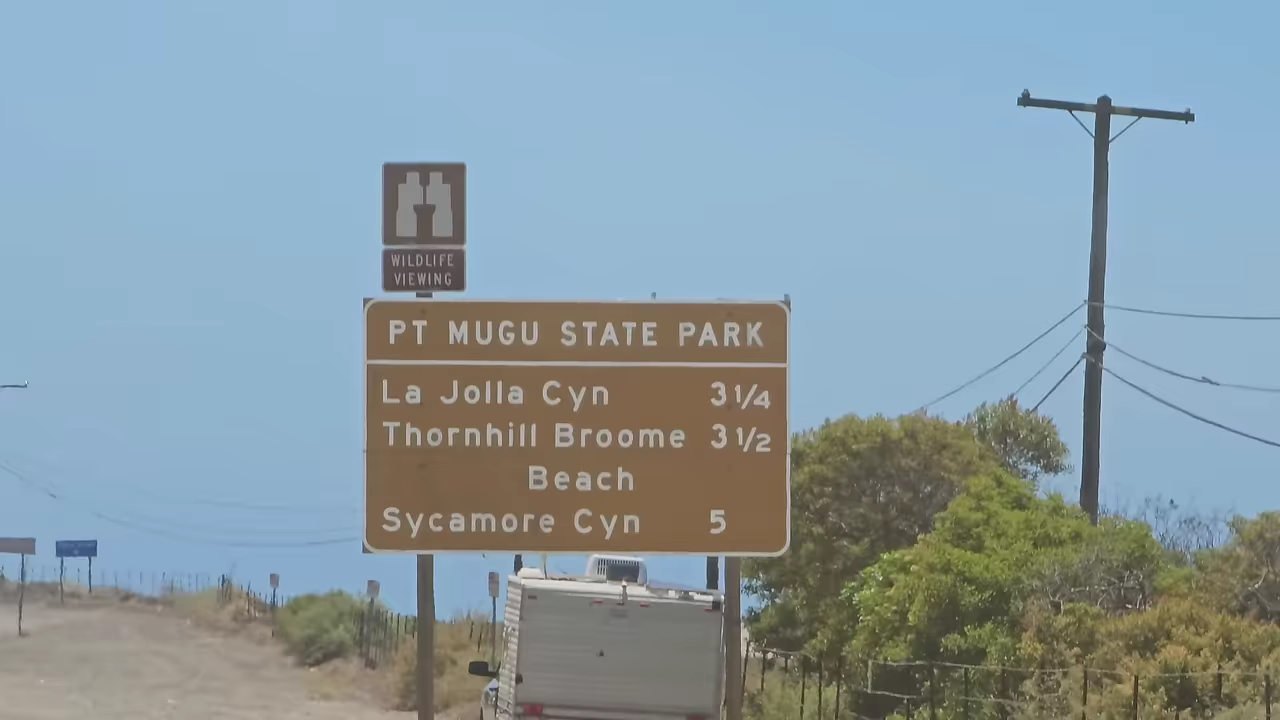 WILDLIFE
VIEWING
PT MUGU STATE PARK
La Jolla Cyn 3 1/4
Thornhill Broome 3 1/2
Beach
Sycamore Cyn 5